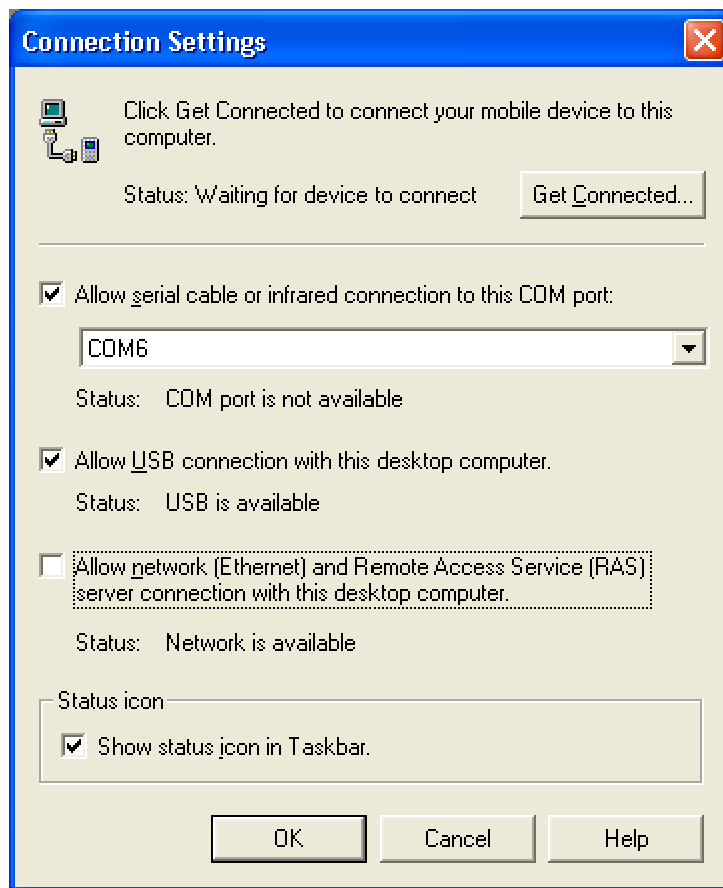 Connection Settings
Click Get Connected to connect your mobile device to this
computer.
Status: Waiting for device to connect
Get Connected...
Allow serial cable or infrared connection to this COM port:
COM6
Status: COM port is not available
Allow USB connection with this desktop computer.
Status: USB is available
Allow network (Ethernet) and Remote Access Service (RAS)
server connection with this desktop computer.
Status: Network is available
Status icon
Show status icon in Taskbar.
OK Cancel Help